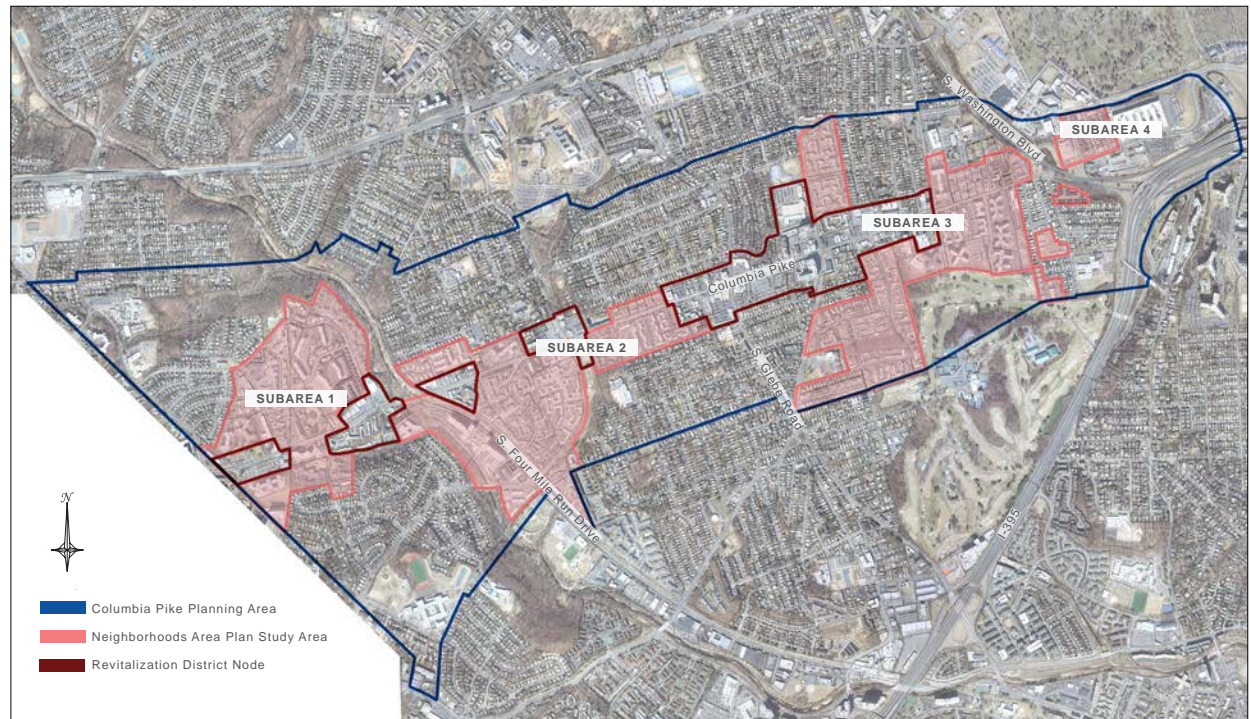 S. Washington Blvd
SUBAREA 4
SUBAREA 3
Columbia Pike
SUBAREA 2
S. Glebe Road
SUBAREA 1
S. Four Mile Run Drive
I-395
N
Columbia Pike Planning Area
Neighborhoods Area Plan Study Area
Revitalization District Node